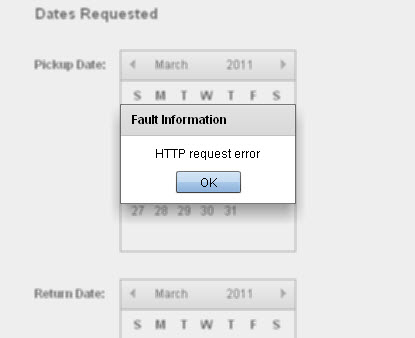 Dates Requested
Pickup Date:
March 2011
S M T W T F S
Fault Information
HTTP request error
OK
27 28 29 30 31
Return Date:
March 2011
S M T W T F S